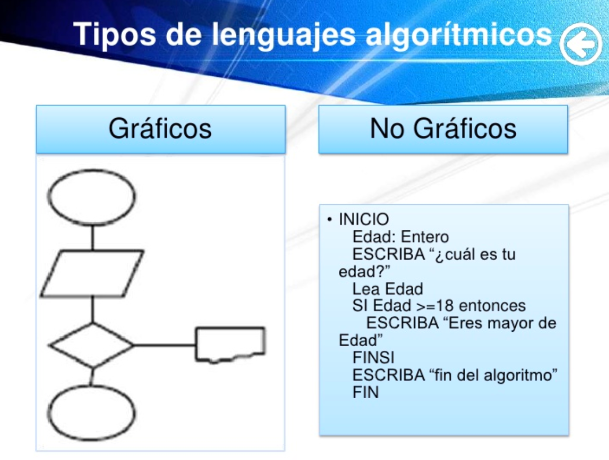 Tipos de lenguajes algorítmicos
Gráficos
No Gráficos
• INICIO
Edad: Entero
ESCRIBA “¿cuál es tu
edad?”
Lea Edad
SI Edad >=18 entonces
ESCRIBA “Eres mayor de
Edad”
FINSI
ESCRIBA “fin del algoritmo”
FIN